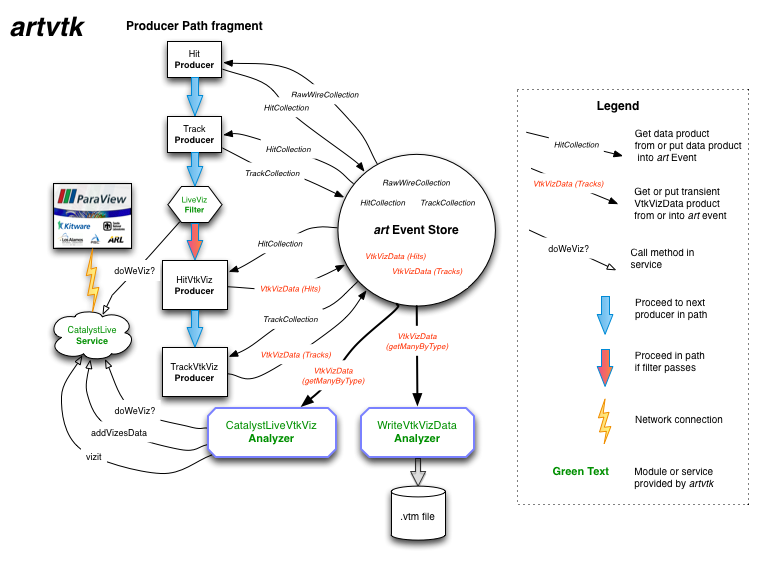 artvtk
Producer Path fragment
Hit
Producer
RawWireCollection
HitCollection
Track
Producer
HitCollection
TrackCollection
RawWireCollection
HitCollection TrackCollection
art Event Store
VtkVizData (Hits)
VtkVizData (Tracks)
ParaView
Kitware
Los Alamos
ARL
LiveViz
Filter
doWeViz?
HitCollection
HitVtkViz
Producer
VtkVizData (Hits)
TrackCollection
CatalystLive
Service
TrackVtkViz
Producer
VtkVizData (Tracks)
VtkVizData
(getManyByType)
VtkVizData
(getManyByType)
doWeViz?
addVizesData
vizit
CatalystLiveVtkViz
Analyzer
WriteVtkVizData
Analyzer
.vtm file
Legend
HitCollection
Get data product
from or put data product
into art Event
VtkVizData (Tracks)
Get or put transient
VtkVizData product
from or into art event
doWeViz?
Call method in
service
Proceed to next
producer in path
Proceed in path
if filter passes
Network connection
Green Text
Module or service
provided by artvtk